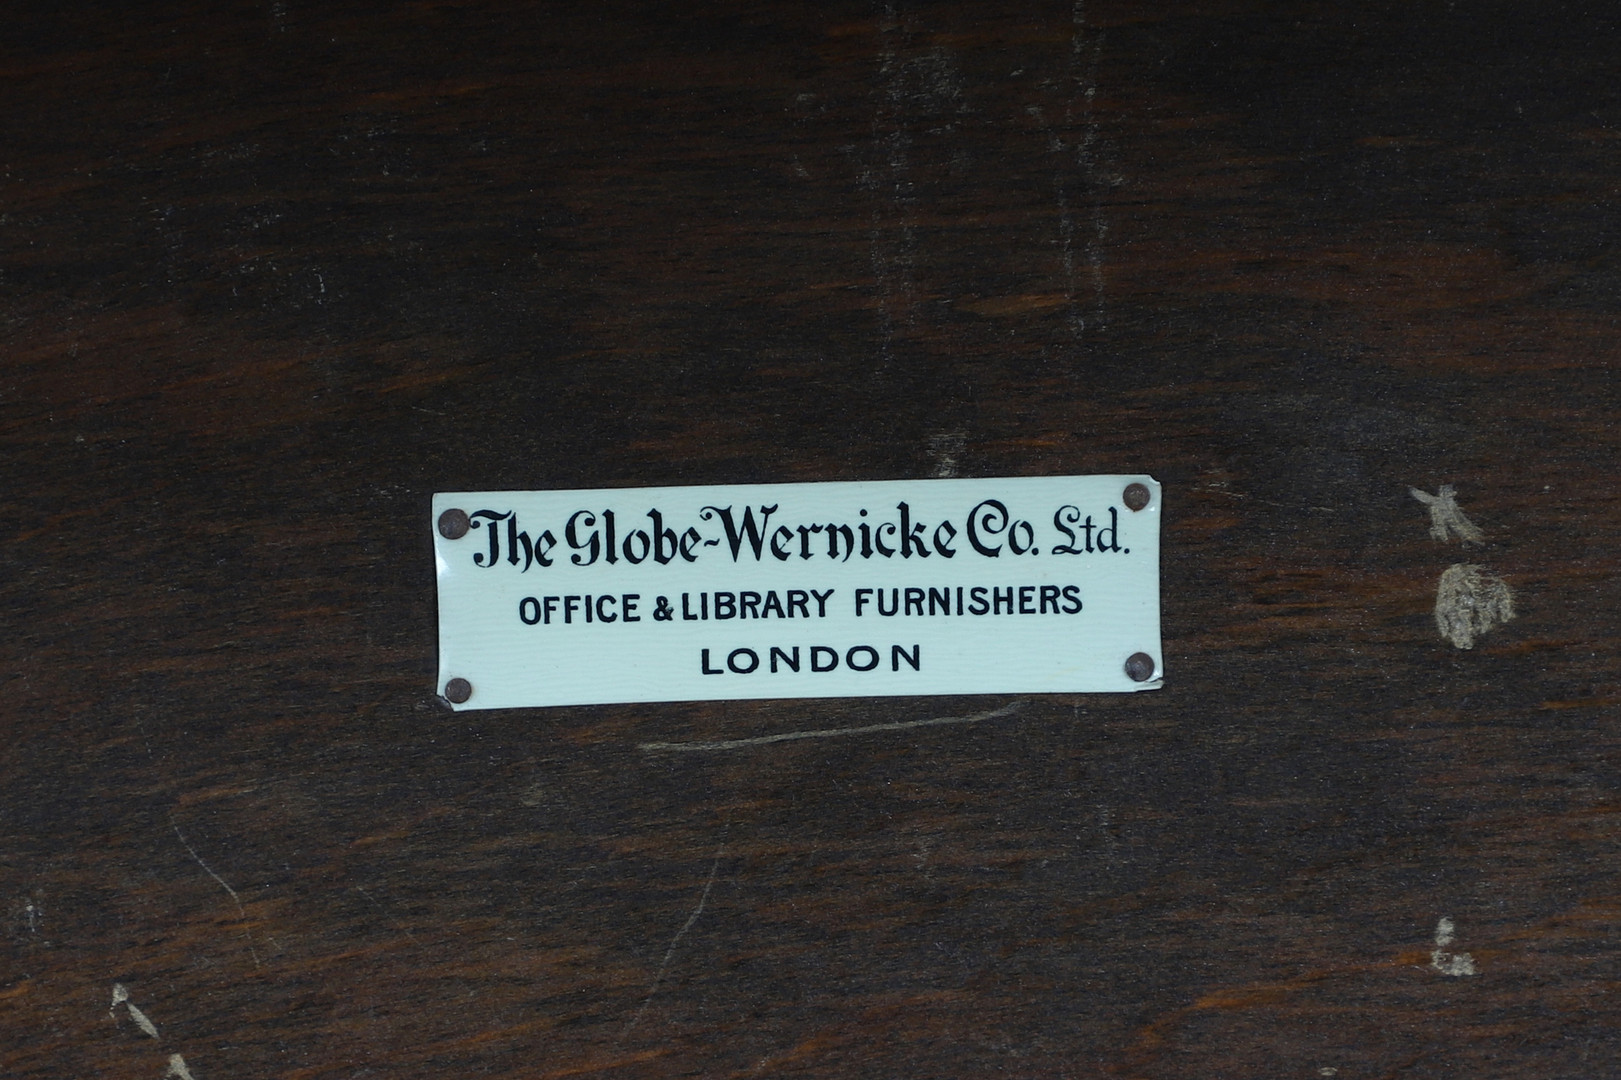 The Globe-Wernicke Co. Ltd.
OFFICE & LIBRARY FURNISHERS
LONDON